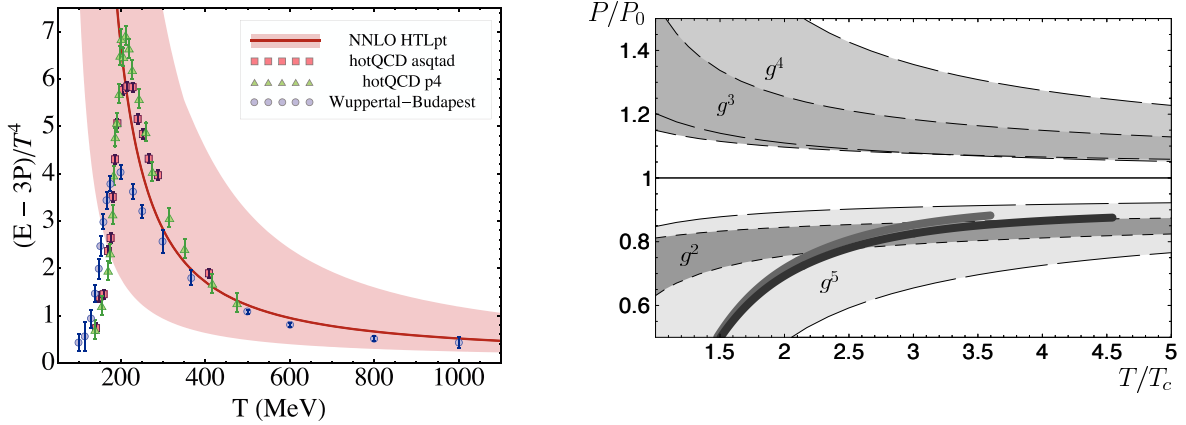 7
6
5
4
3
2
1
0
(E − 3P)/T⁴
200
400
600
800
1000
T (MeV)
NNLO HTLpt
hotQCD asqtad
hotQCD p4
Wuppertal−Budapest
P/P₀
1.4
1.2
1
0.8
0.6
g⁴
g³
g²
g⁵
1.5
2
2.5
3
3.5
4
4.5
5
T/T_c